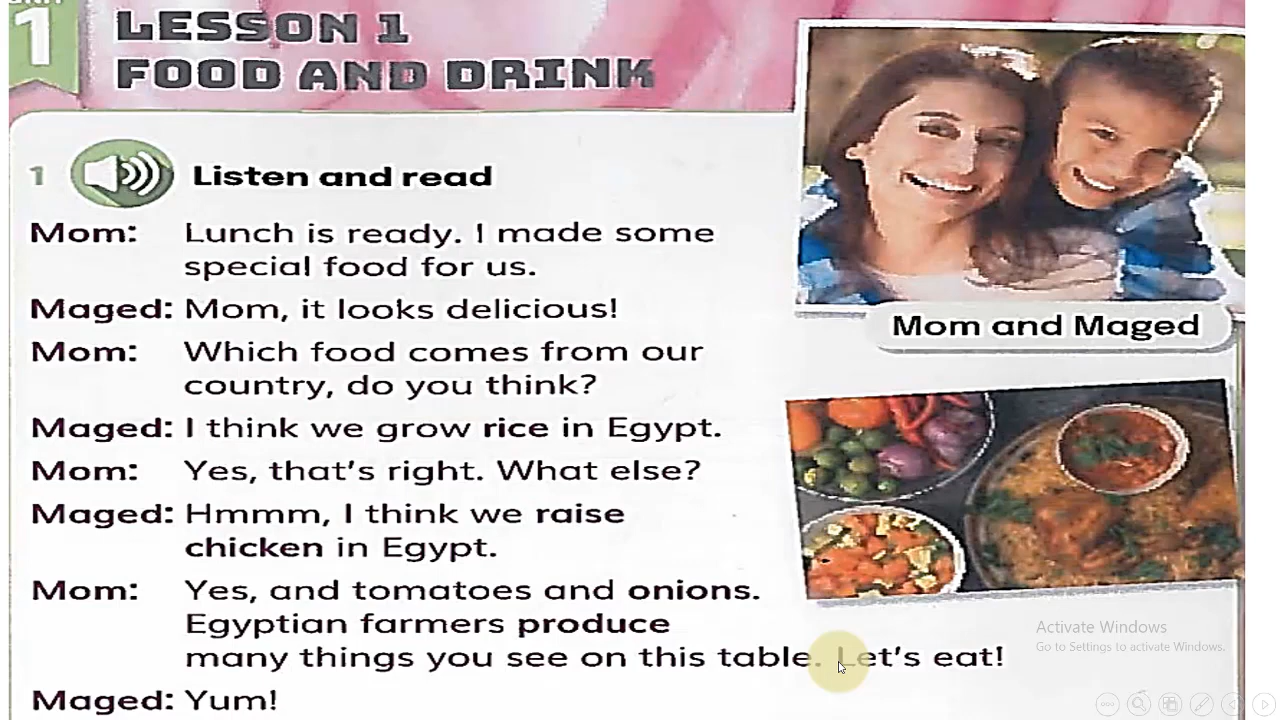 1
LESSON 1
FOOD AND DRINK
1 Listen and read
Mom: Lunch is ready. I made some
special food for us.
Maged: Mom, it looks delicious!
Mom: Which food comes from our
country, do you think?
Maged: I think we grow rice in Egypt.
Mom: Yes, that's right. What else?
Maged: Hmmm, I think we raise
chicken in Egypt.
Mom: Yes, and tomatoes and onions.
Egyptian farmers produce
many things you see on this table. Let's eat!
Maged: Yum!
Mom and Maged
Activate Windows
Go to Settings to activate Windows.